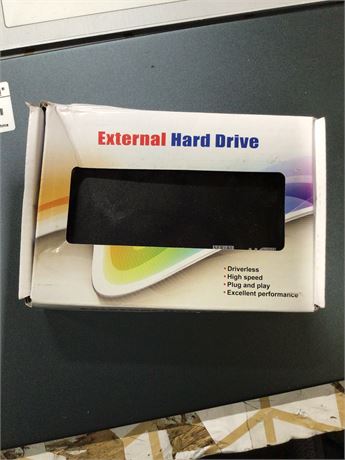 External Hard Drive
• Driverless
• High speed
• Plug and play
• Excellent performance